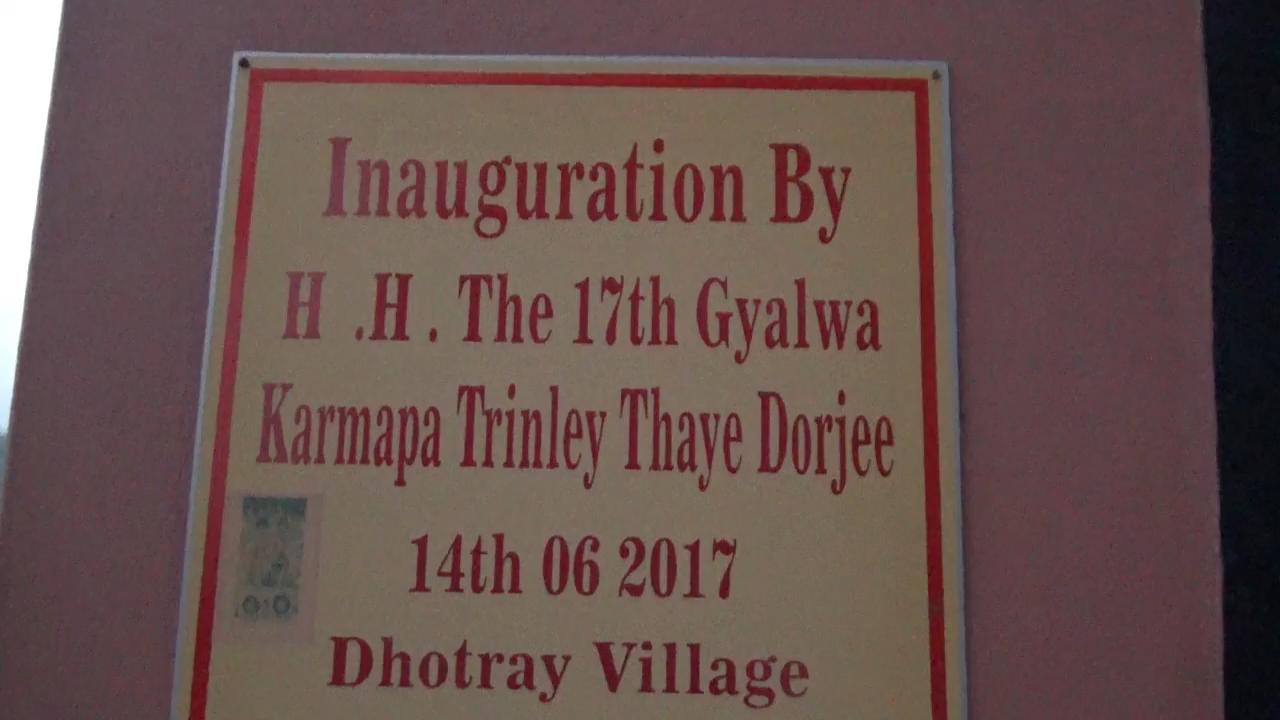 Inauguration By
H .H . The 17th Gyalwa
Karmapa Trinley Thaye Dorjee
14th 06 2017
Dhotray Village